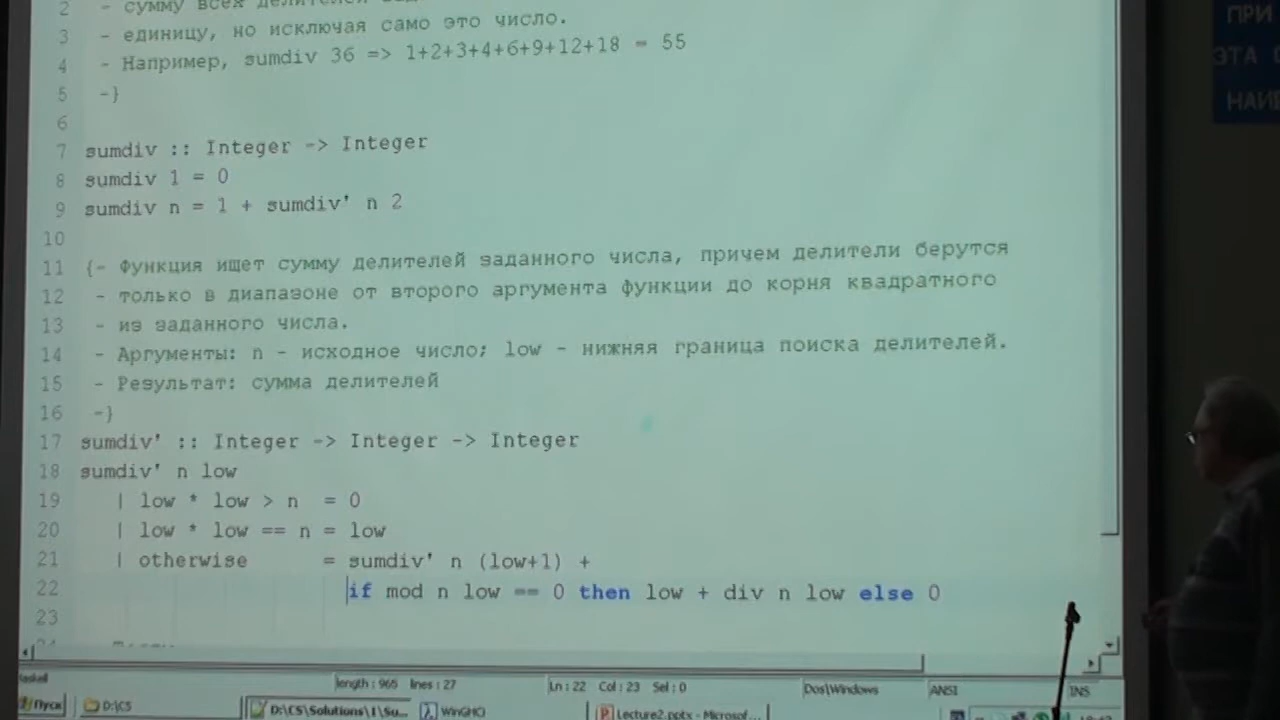 2 - сумму всех делителей
3 - единицу, но исключая само это число.
4 - Например, sumdiv 36 => 1+2+3+4+6+9+12+18 = 55
5 -}
6
7 sumdiv :: Integer -> Integer
8 sumdiv 1 = 0
9 sumdiv n = 1 + sumdiv' n 2
10
11 {- Функция ищет сумму делителей заданного числа, причем делители берутся
12 - только в диапазоне от второго аргумента функции до корня квадратного
13 - из заданного числа.
14 - Аргументы: n - исходное число; low - нижняя граница поиска делителей.
15 - Результат: сумма делителей
16 -}
17 sumdiv' :: Integer -> Integer -> Integer
18 sumdiv' n low
19 | low * low > n = 0
20 | low * low == n = low
21 | otherwise = sumdiv' n (low+1) +
22 if mod n low == 0 then low + div n low else 0
23
length : 965 lines : 27
Ln : 22 Col : 23 Sel : 0
Dos\Windows
ANSI
INS
Пуск
D:\CS
D:\CS\Solutions\1\Su...
WinGHCi
Lecture2.pptx - Microsof...
ПРИ
ЭТА
НАИ